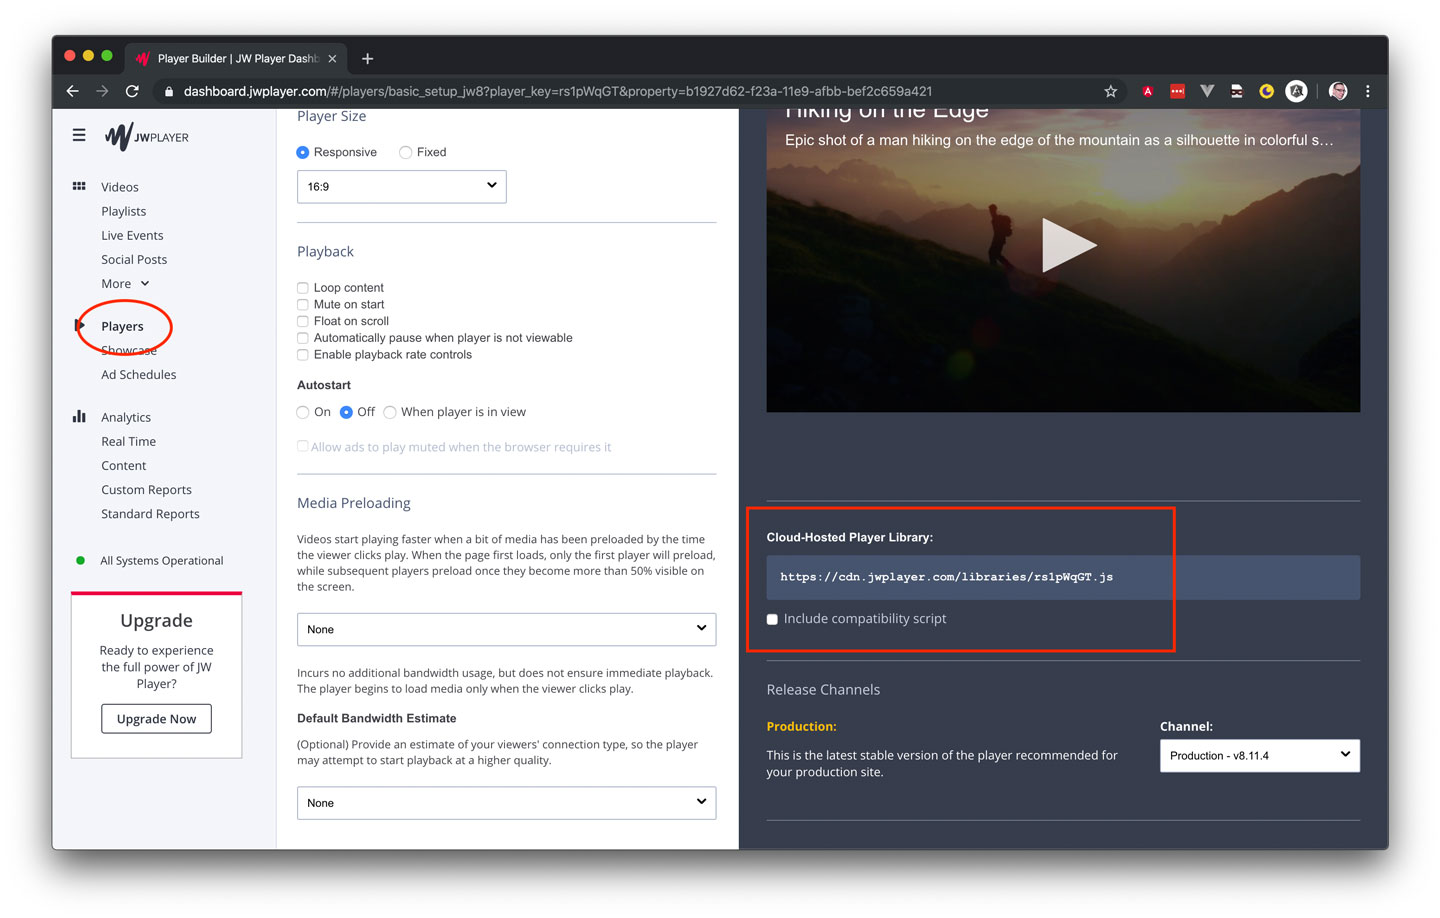 Player Builder | JW Player Dashb
dashboard.jwplayer.com/#/players/basic_setup_jw8?player_key=rs1pWqGT&property=b1927d62-f23a-11e9-afbb-bef2c659a421
JWPLAYER
Videos
Playlists
Live Events
Social Posts
More
Players
Showcase
Ad Schedules
Analytics
Real Time
Content
Custom Reports
Standard Reports
All Systems Operational
Upgrade
Ready to experience
the full power of JW
Player?
Upgrade Now
Player Size
Responsive
Fixed
16:9
Playback
Loop content
Mute on start
Float on scroll
Automatically pause when player is not viewable
Enable playback rate controls
Autostart
On
Off
When player is in view
Allow ads to play muted when the browser requires it
Media Preloading
Videos start playing faster when a bit of media has been preloaded by the time
the viewer clicks play. When the page first loads, only the first player will preload,
while subsequent players preload once they become more than 50% visible on
the screen.
None
Incurs no additional bandwidth usage, but does not ensure immediate playback.
The player begins to load media only when the viewer clicks play.
Default Bandwidth Estimate
(Optional) Provide an estimate of your viewers' connection type, so the player
may attempt to start playback at a higher quality.
None
Hiking on the Edge
Epic shot of a man hiking on the edge of the mountain as a silhouette in colorful s…
Cloud-Hosted Player Library:
https://cdn.jwplayer.com/libraries/rs1pWqGT.js
Include compatibility script
Release Channels
Production:
This is the latest stable version of the player recommended for
your production site.
Channel:
Production - v8.11.4